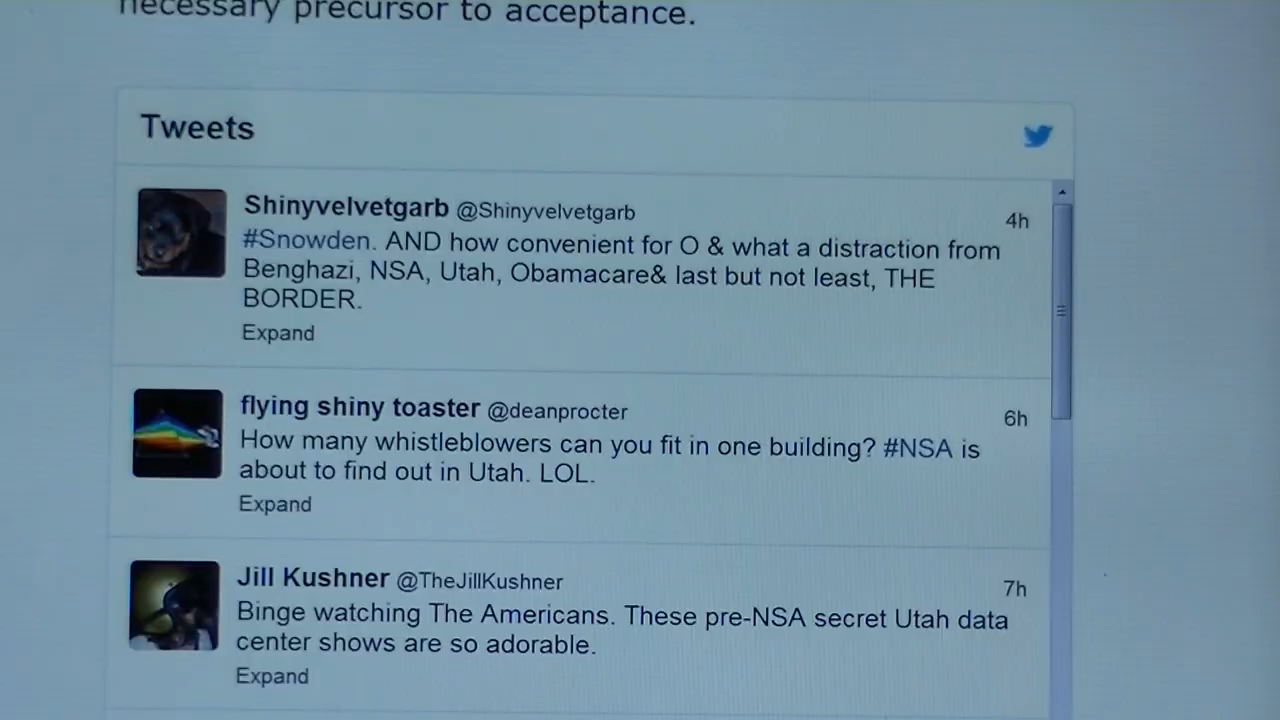 necessary precursor to acceptance.
Tweets
Shinyvelvetgarb @Shinyvelvetgarb
4h
#Snowden. AND how convenient for O & what a distraction from
Benghazi, NSA, Utah, Obamacare& last but not least, THE
BORDER.
Expand
flying shiny toaster @deanprocter
6h
How many whistleblowers can you fit in one building? #NSA is
about to find out in Utah. LOL.
Expand
Jill Kushner @TheJillKushner
7h
Binge watching The Americans. These pre-NSA secret Utah data
center shows are so adorable.
Expand